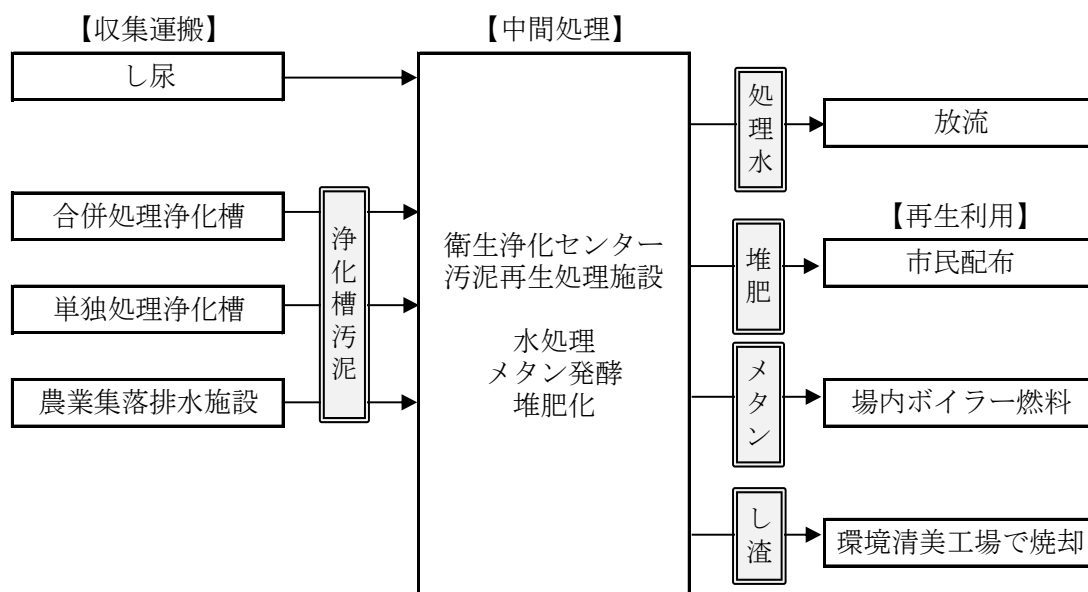 【収集運搬】
し尿
合併処理浄化槽
単独処理浄化槽
農業集落排水施設
浄化槽汚泥
【中間処理】
衛生浄化センター
汚泥再生処理施設
水処理
メタン発酵
堆肥化
処理水
放流
【再生利用】
堆肥
市民配布
メタン
場内ボイラー燃料
し渣
環境清美工場で焼却